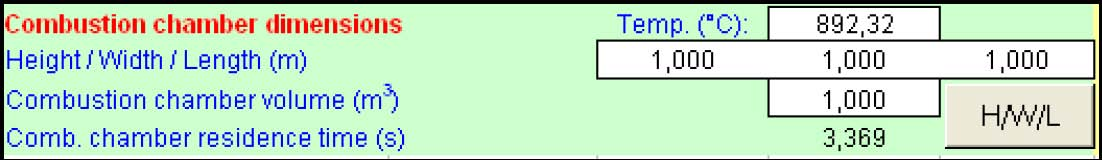 Combustion chamber dimensions Temp. (°C): 892,32
Height / Width / Length (m) 1,000 1,000 1,000
Combustion chamber volume (m³) 1,000
H/W/L
Comb. chamber residence time (s) 3,369